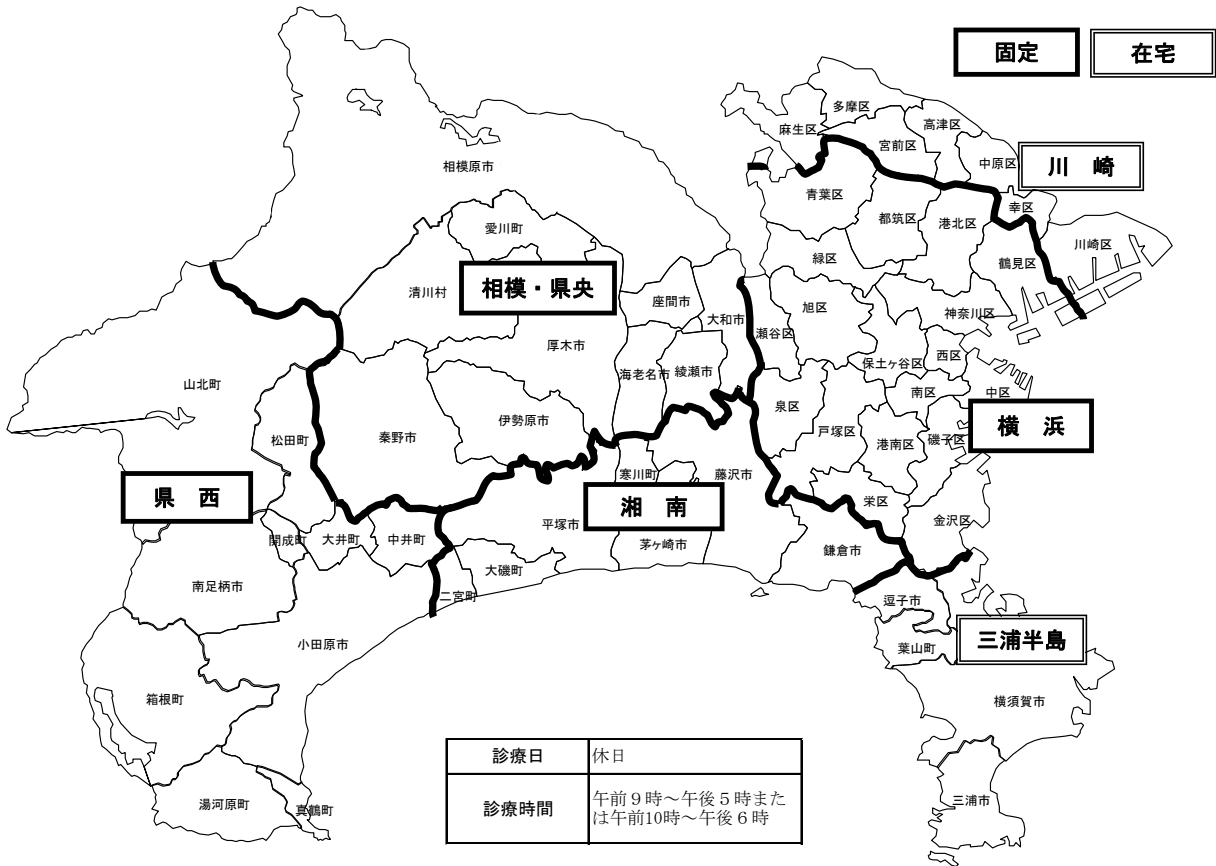 固定
在宅
多摩区
麻生区
高津区
宮前区
中原区
川　崎
相模原市
青葉区
幸区
愛川町
都筑区
港北区
川崎区
緑区
鶴見区
清川村
相模・県央
座間市
大和市
旭区
神奈川区
瀬谷区
厚木市
西区
保土ヶ谷区
海老名市
綾瀬市
山北町
南区
中区
泉区
伊勢原市
横　浜
松田町
秦野市
戸塚区
港南区
磯子区
寒川町
藤沢市
県　西
湘　南
栄区
金沢区
平塚市
開成町
大井町
中井町
茅ヶ崎市
鎌倉市
大磯町
南足柄市
二宮町
逗子市
小田原市
三浦半島
葉山町
箱根町
横須賀市
診療日
休日
湯河原町
真鶴町
診療時間
午前９時～午後５時また
は午前10時～午後６時
三浦市